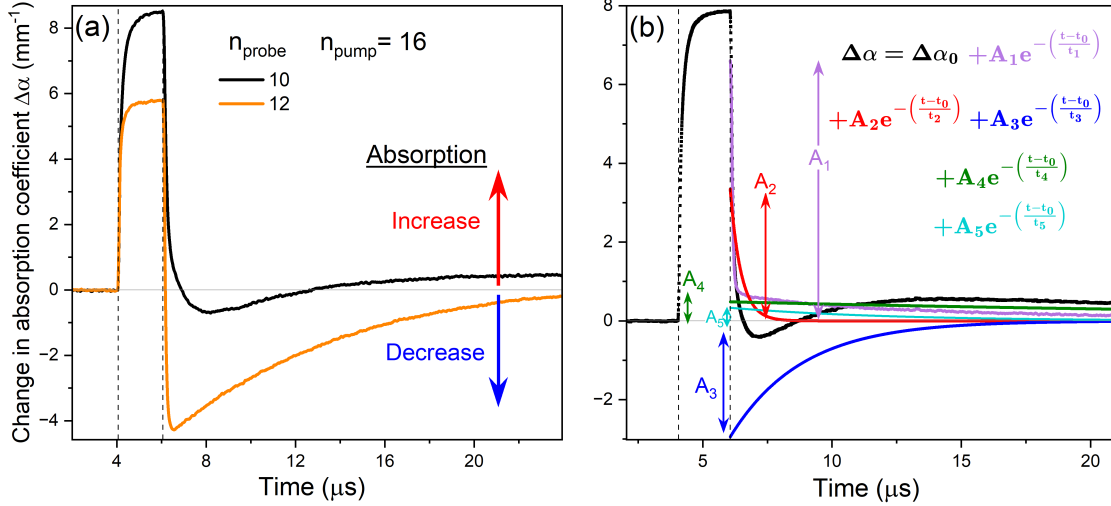 (a)
n_probe n_pump = 16
10
12
Absorption
Increase
Decrease
Change in absorption coefficient Δα (mm⁻¹)
8
6
4
2
0
−2
−4
4 8 12 16 20
Time (μs)
(b)
Δα = Δα₀ + A₁e^−((t−t₀)/t₁)
+ A₂e^−((t−t₀)/t₂) + A₃e^−((t−t₀)/t₃)
+ A₄e^−((t−t₀)/t₄)
+ A₅e^−((t−t₀)/t₅)
A₁
A₂
A₄
A₅
A₃
8
6
4
2
0
−2
5 10 15 20
Time (μs)